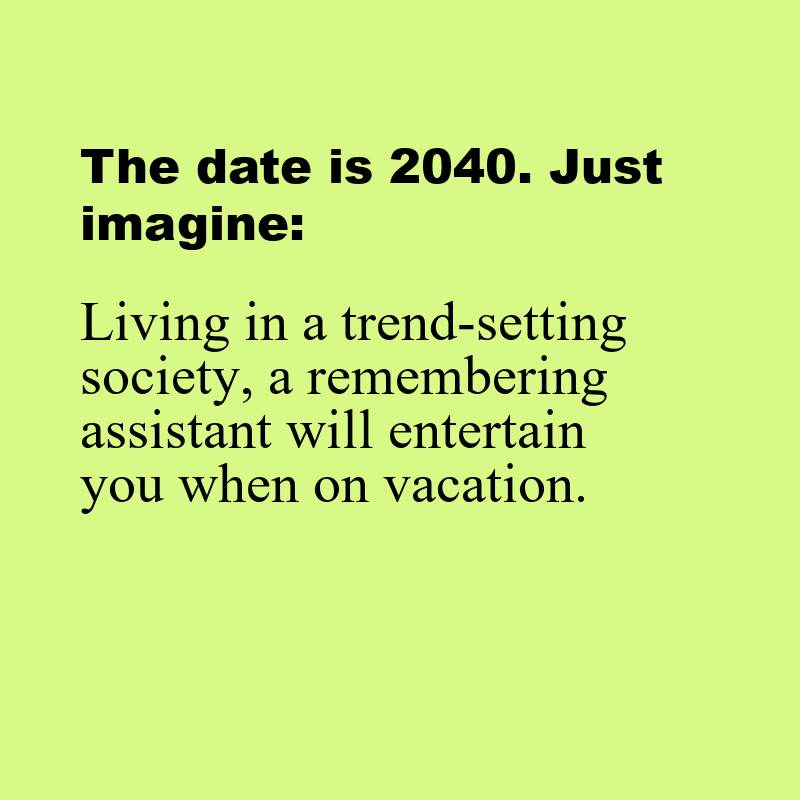 The date is 2040. Just
imagine:
Living in a trend-setting
society, a remembering
assistant will entertain
you when on vacation.